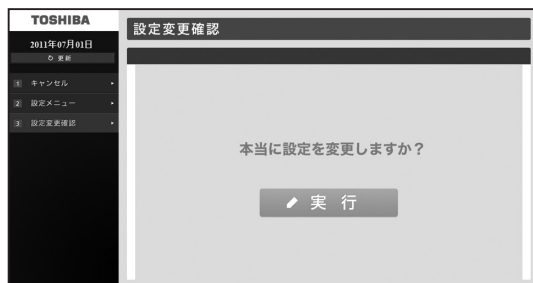 TOSHIBA
2011年07月01日
更新
1 キャンセル
2 設定メニュー
3 設定変更確認
設定変更確認
本当に設定を変更しますか？
実 行